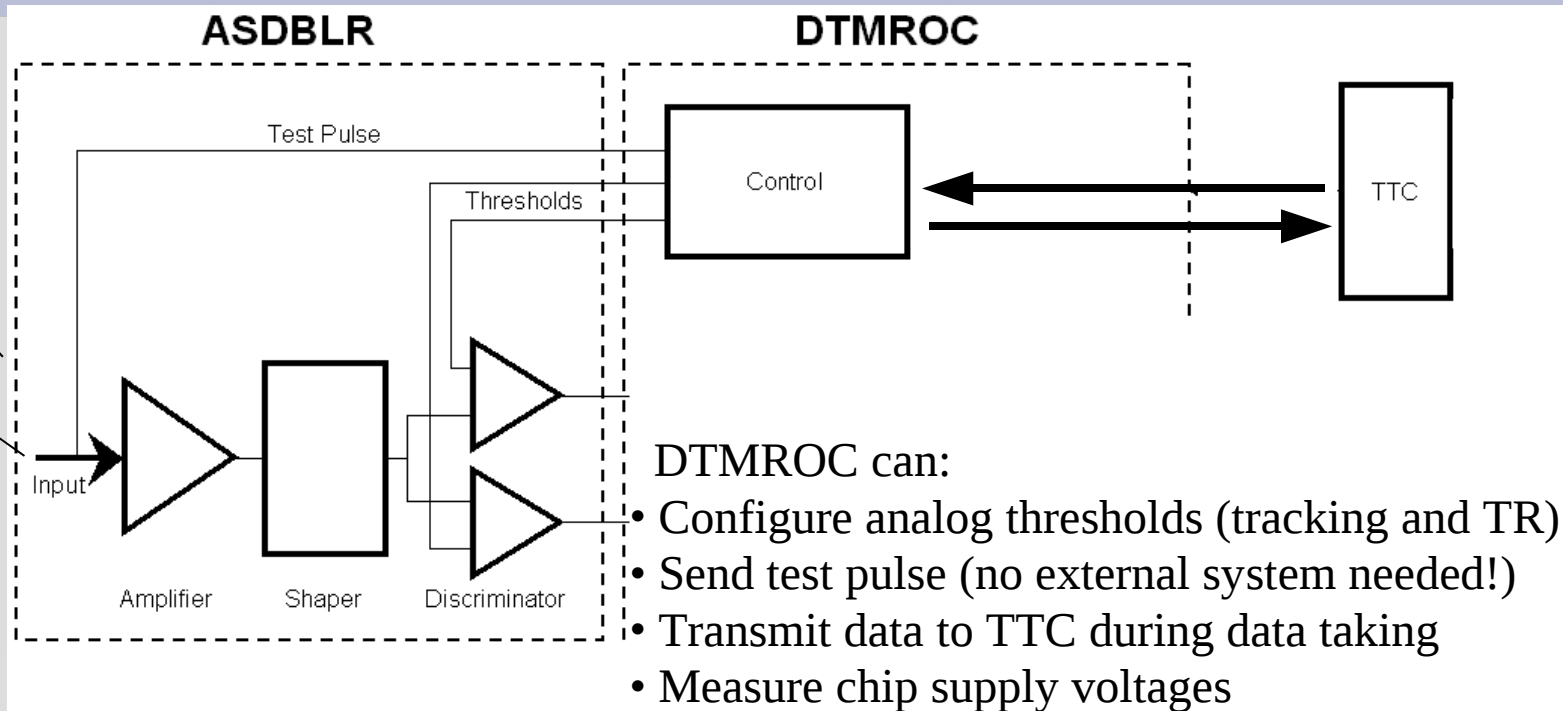 ASDBLR
DTMROC
Test Pulse
Control
TTC
Thresholds
Input
Amplifier
Shaper
Discriminator
DTMROC can:
• Configure analog thresholds (tracking and TR)
• Send test pulse (no external system needed!)
• Transmit data to TTC during data taking
• Measure chip supply voltages